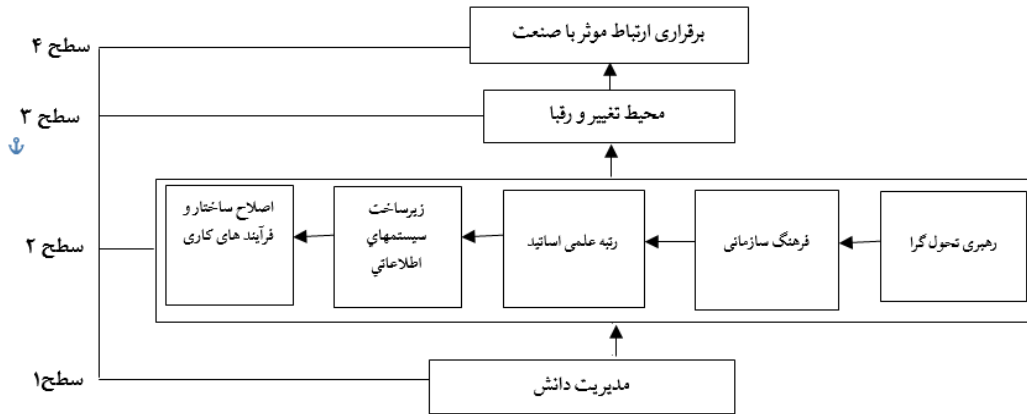 برقراری ارتباط موثر با صنعت
سطح ۴
محیط تغییر و رقبا
سطح ۳
رهبری تحول گرا
فرهنگ سازمانی
رتبه علمی اساتید
زیرساخت
سیستمهاي
اطلاعاتي
اصلاح ساختار و
فرآیند های کاری
سطح ۲
مدیریت دانش
سطح۱